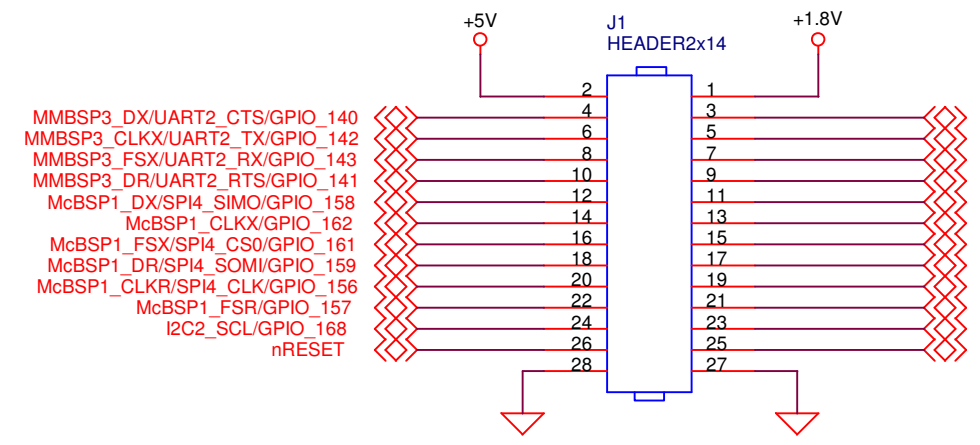 +5V
J1
HEADER2x14
+1.8V
2 1
MMBSP3_DX/UART2_CTS/GPIO_140 4 3
MMBSP3_CLKX/UART2_TX/GPIO_142 6 5
MMBSP3_FSX/UART2_RX/GPIO_143 8 7
MMBSP3_DR/UART2_RTS/GPIO_141 10 9
McBSP1_DX/SPI4_SIMO/GPIO_158 12 11
McBSP1_CLKX/GPIO_162 14 13
McBSP1_FSX/SPI4_CS0/GPIO_161 16 15
McBSP1_DR/SPI4_SOMI/GPIO_159 18 17
McBSP1_CLKR/SPI4_CLK/GPIO_156 20 19
McBSP1_FSR/GPIO_157 22 21
I2C2_SCL/GPIO_168 24 23
nRESET 26 25
28 27